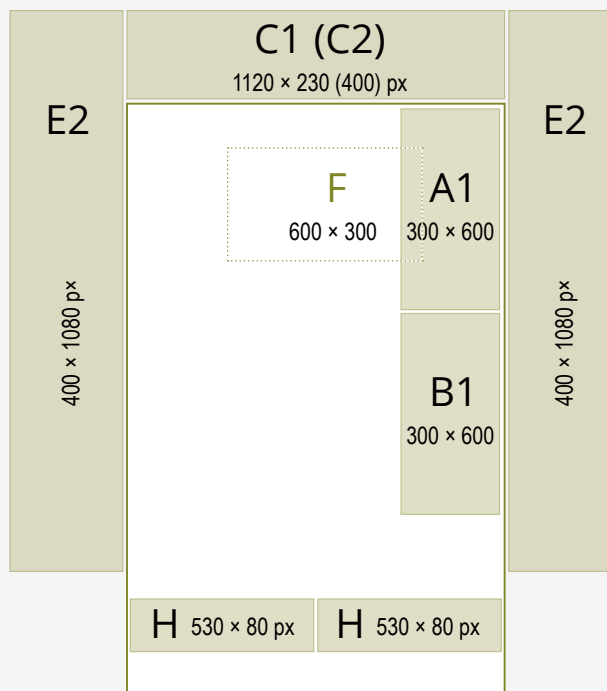 C1 (C2)
1120 × 230 (400) px
E2
400 × 1080 px
E2
400 × 1080 px
F
600 × 300
A1
300 × 600
B1
300 × 600
H 530 × 80 px
H 530 × 80 px